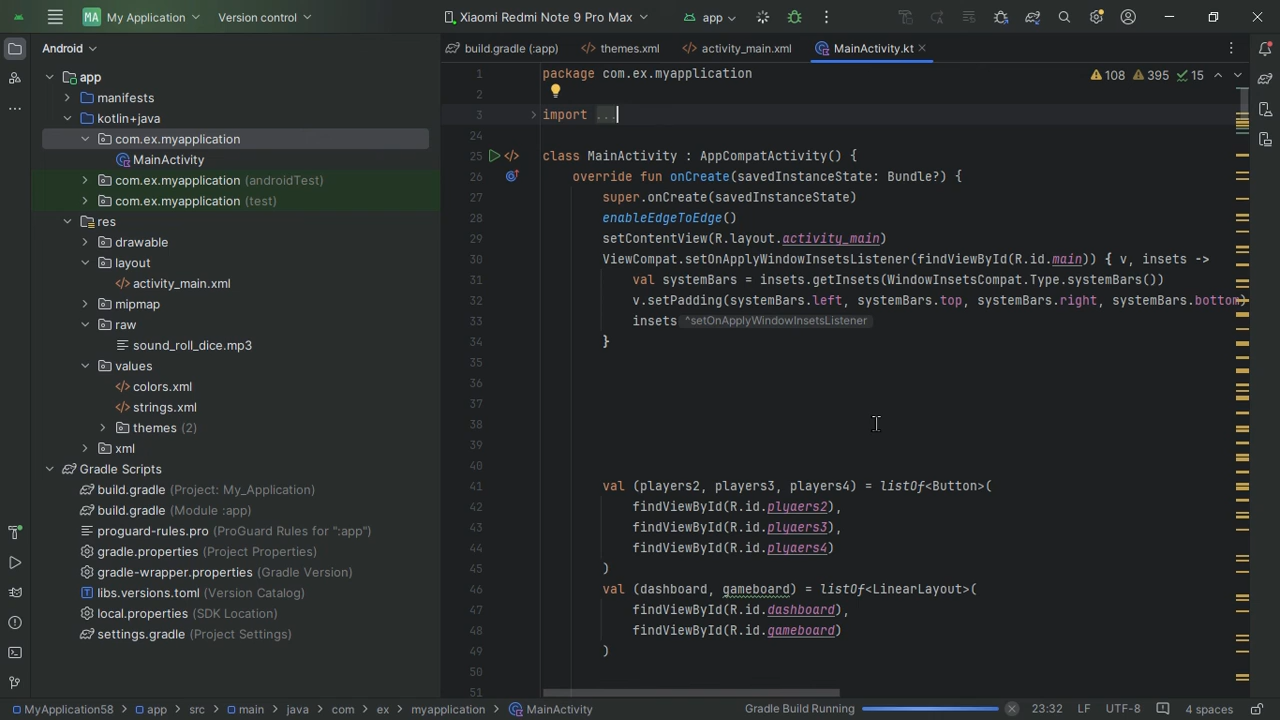 MA My Application Version control Xiaomi Redmi Note 9 Pro Max app
Android
build.gradle (:app) themes.xml activity_main.xml MainActivity.kt
app
manifests
kotlin+java
com.ex.myapplication
MainActivity
com.ex.myapplication (androidTest)
com.ex.myapplication (test)
res
drawable
layout
activity_main.xml
mipmap
raw
sound_roll_dice.mp3
values
colors.xml
strings.xml
themes (2)
xml
Gradle Scripts
build.gradle (Project: My_Application)
build.gradle (Module :app)
proguard-rules.pro (ProGuard Rules for ":app")
gradle.properties (Project Properties)
gradle-wrapper.properties (Gradle Version)
libs.versions.toml (Version Catalog)
local.properties (SDK Location)
settings.gradle (Project Settings)
108 395 15
1 package com.ex.myapplication
2
3 import ...
24
25 class MainActivity : AppCompatActivity() {
26 override fun onCreate(savedInstanceState: Bundle?) {
27 super.onCreate(savedInstanceState)
28 enableEdgeToEdge()
29 setContentView(R.layout.activity_main)
30 ViewCompat.setOnApplyWindowInsetsListener(findViewById(R.id.main)) { v, insets ->
31 val systemBars = insets.getInsets(WindowInsetsCompat.Type.systemBars())
32 v.setPadding(systemBars.left, systemBars.top, systemBars.right, systemBars.bottom)
33 insets ^setOnApplyWindowInsetsListener
34 }
35
36
37
38
39
40
41 val (players2, players3, players4) = listOf<Button>(
42 findViewById(R.id.plyaers2),
43 findViewById(R.id.plyaers3),
44 findViewById(R.id.plyaers4)
45 )
46 val (dashboard, gameboard) = listOf<LinearLayout>(
47 findViewById(R.id.dashboard),
48 findViewById(R.id.gameboard)
49 )
50
51
MyApplication58 > app > src > main > java > com > ex > myapplication > MainActivity Gradle Build Running 23:32 LF UTF-8 4 spaces